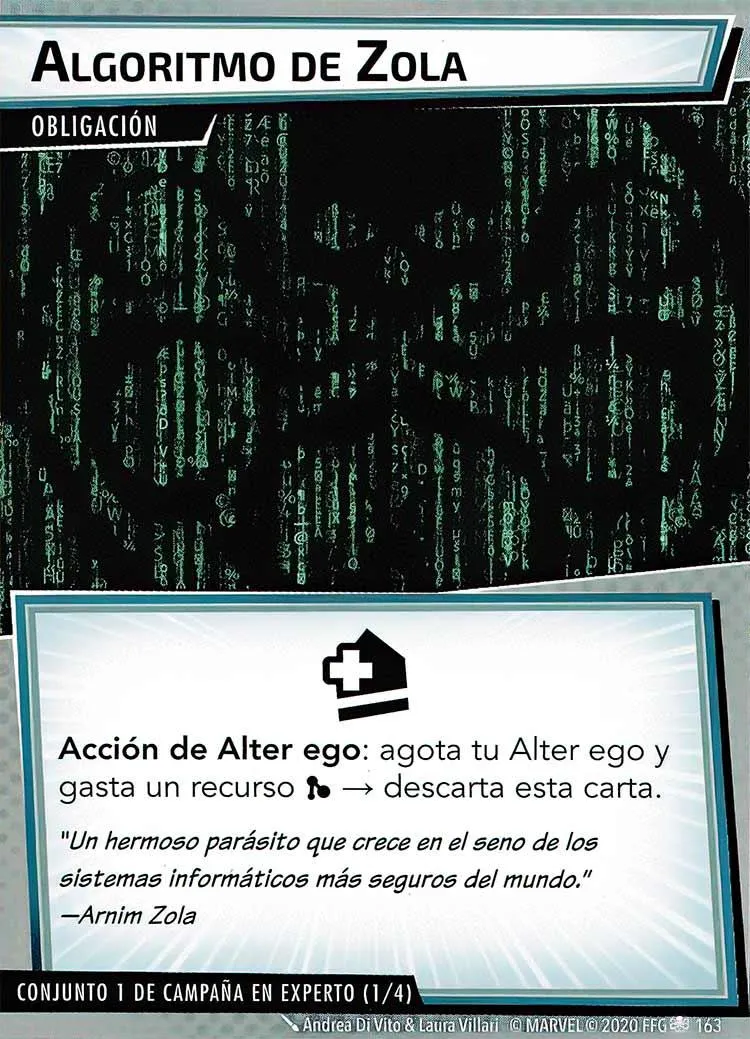 ALGORITMO DE ZOLA
OBLIGACIÓN
Acción de Alter ego: agota tu Alter ego y
gasta un recurso → descarta esta carta.
"Un hermoso parásito que crece en el seno de los
sistemas informáticos más seguros del mundo."
—Arnim Zola
CONJUNTO 1 DE CAMPAÑA EN EXPERTO (1/4)
Andrea Di Vito & Laura Villari © MARVEL © 2020 FFG 163